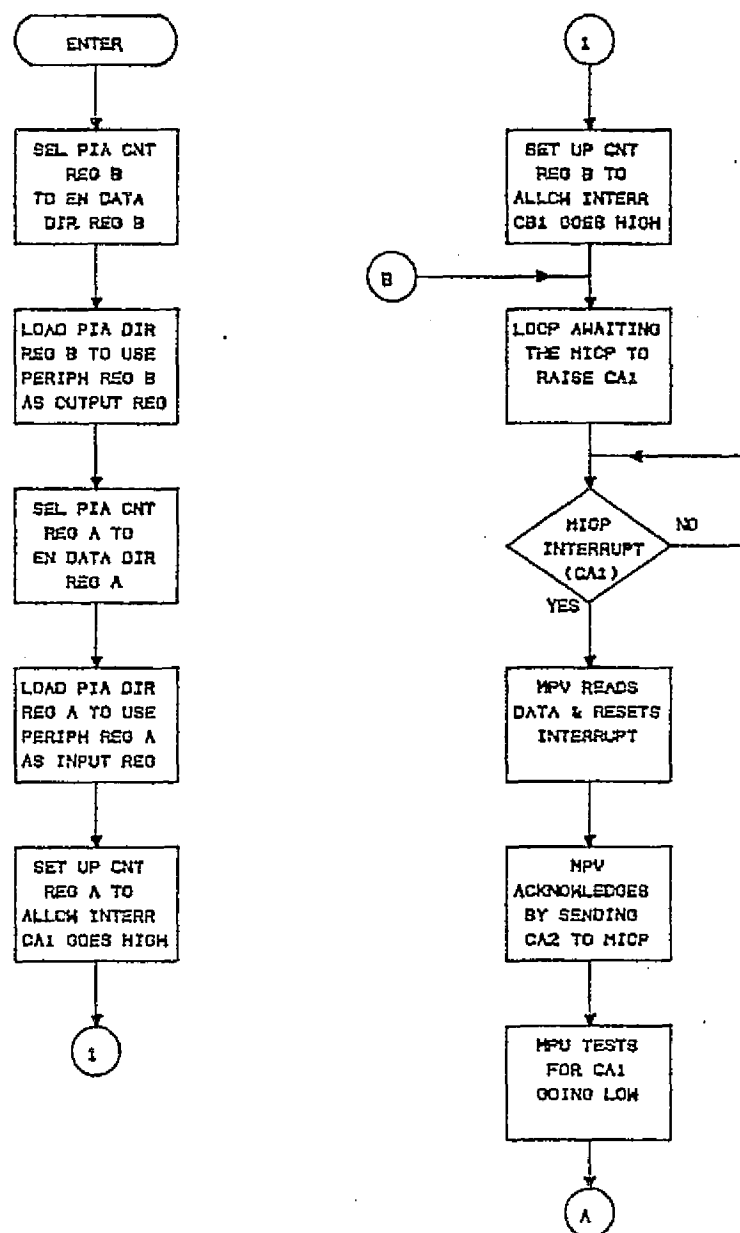 ENTER
SEL PIA CNT
REG B
TO EN DATA
DIR REG B
LOAD PIA DIR
REG B TO USE
PERIPH REG B
AS OUTPUT REG
SEL PIA CNT
REG A TO
EN DATA DIR
REG A
LOAD PIA DIR
REG A TO USE
PERIPH REG A
AS INPUT REG
SET UP CNT
REG A TO
ALLOW INTERR
CA1 GOES HIGH
1
1
SET UP CNT
REG B TO
ALLOW INTERR
CB1 GOES HIGH
B
LOOP AWAITING
THE MICP TO
RAISE CA1
MICP
INTERRUPT
(CA1)
NO
YES
MPV READS
DATA & RESETS
INTERRUPT
MPV
ACKNOWLEDGES
BY SENDING
CA2 TO MICP
MPU TESTS
FOR CA1
GOING LOW
A